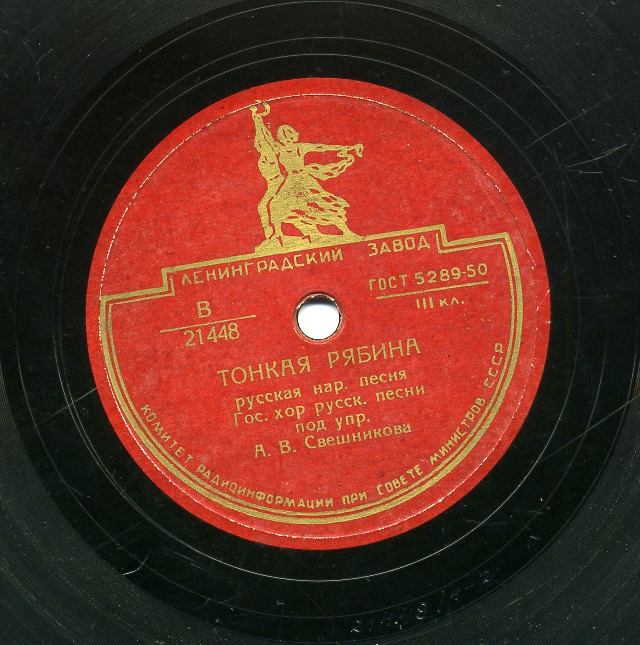 ЛЕНИНГРАДСКИЙ ЗАВОД
В
21448
ГОСТ 5289-50
III кл.
ТОНКАЯ РЯБИНА
русская нар. песня
Гос. хор русск. песни
под упр.
А. В. Свешникова
КОМИТЕТ РАДИОИНФОРМАЦИИ ПРИ СОВЕТЕ МИНИСТРОВ СССР